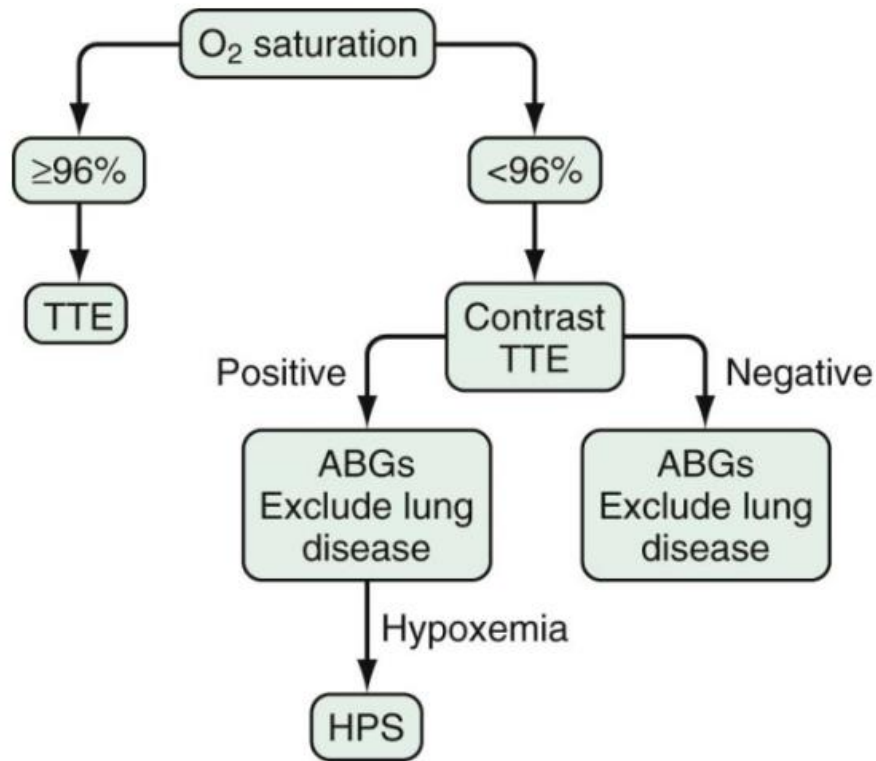 O₂ saturation
≥96%
<96%
TTE
Contrast
TTE
Positive
Negative
ABGs
Exclude lung
disease
ABGs
Exclude lung
disease
Hypoxemia
HPS